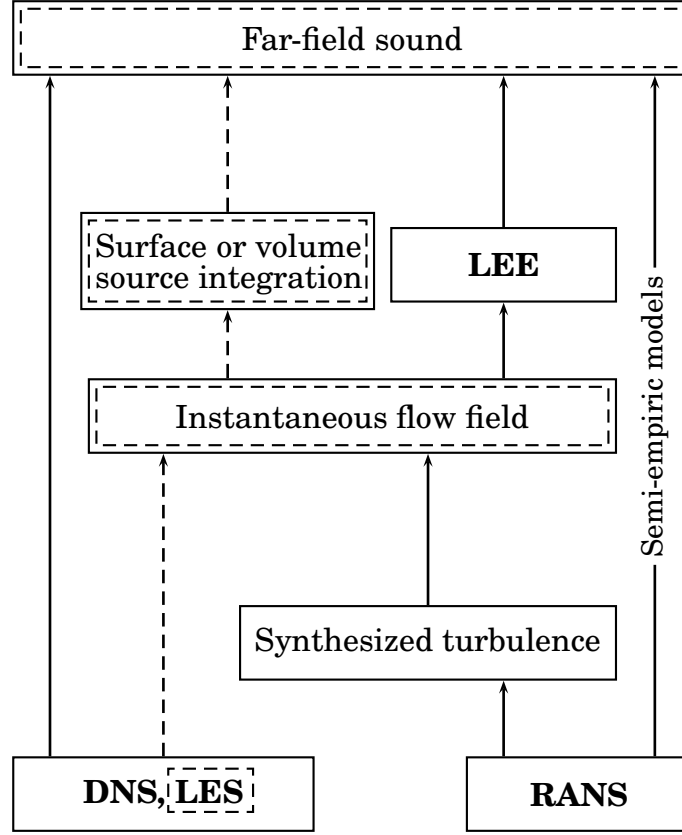 Far-field sound
Surface or volume
source integration
LEE
Instantaneous flow field
Semi-empiric models
Synthesized turbulence
DNS, LES
RANS